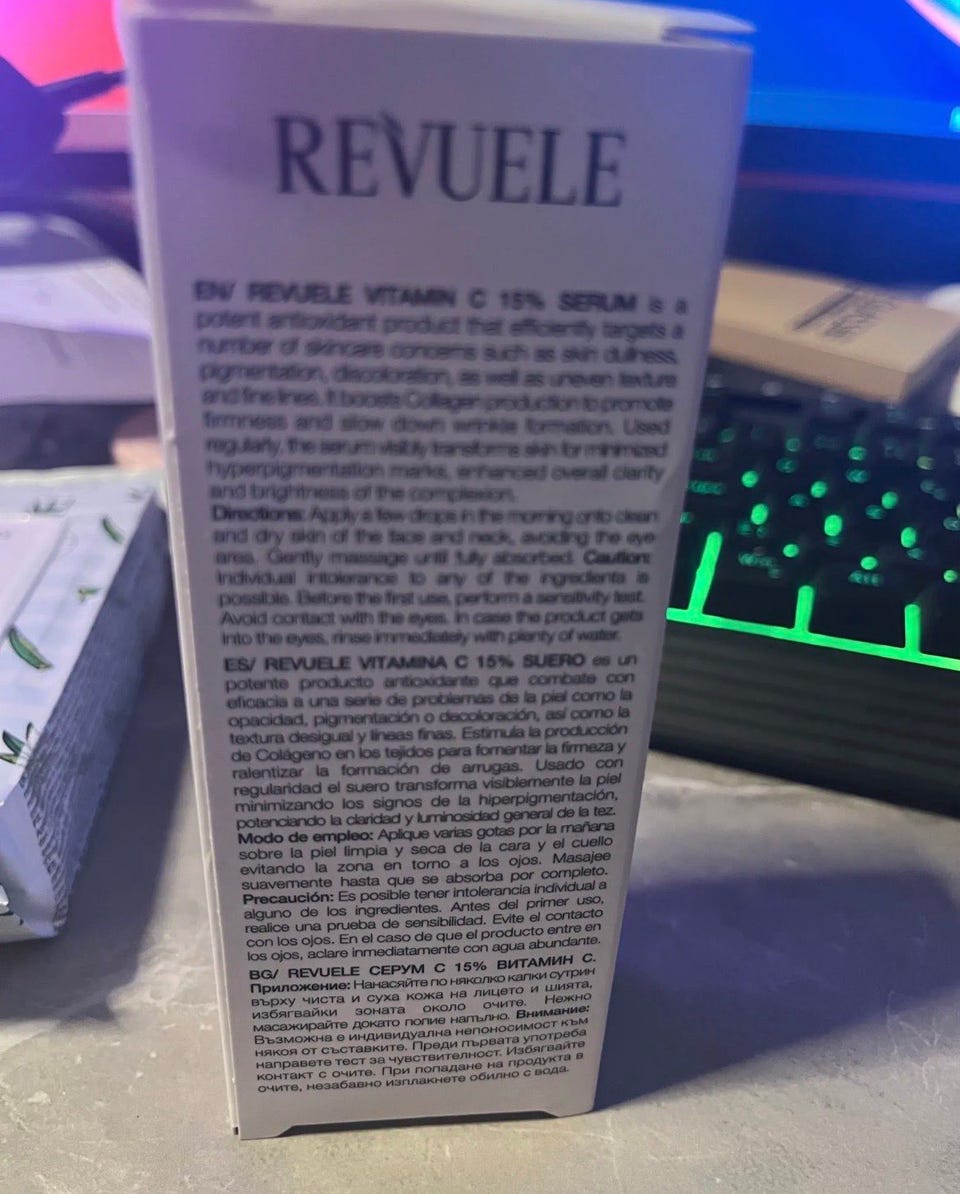 REVUELE
EN/ REVUELE VITAMIN C 15% SERUM is a
potent antioxidant product that efficiently targets a
number of skincare concerns such as skin dullness,
pigmentation, discoloration, as well as uneven texture
and fine lines. It boosts Collagen production to promote
firmness and slow down wrinkle formation. Used
regularly, the serum visibly transforms skin for minimized
hyperpigmentation marks, enhanced overall clarity
and brightness of the complexion.
Directions: Apply a few drops in the morning onto clean
and dry skin of the face and neck, avoiding the eye
area. Gently massage until fully absorbed. Caution:
Individual intolerance to any of the ingredients is
possible. Before the first use, perform a sensitivity test.
Avoid contact with the eyes. In case the product gets
into the eyes, rinse immediately with plenty of water.
ES/ REVUELE VITAMINA C 15% SUERO es un
potente producto antioxidante que combate con
eficacia a una serie de problemas de la piel como la
opacidad, pigmentación o decoloración, así como la
textura desigual y líneas finas. Estimula la producción
de Colágeno en los tejidos para fomentar la firmeza y
ralentizar la formación de arrugas. Usado con
regularidad el suero transforma visiblemente la piel
minimizando los signos de la hiperpigmentación,
potenciando la claridad y luminosidad general de la tez.
Modo de empleo: Aplique varias gotas por la mañana
sobre la piel limpia y seca de la cara y el cuello
evitando la zona en torno a los ojos. Masajee
suavemente hasta que se absorba por completo.
Precaución: Es posible tener intolerancia individual a
alguno de los ingredientes. Antes del primer uso,
realice una prueba de sensibilidad. Evite el contacto
con los ojos. En el caso de que el producto entre en
los ojos, aclare inmediatamente con agua abundante.
BG/ REVUELE СЕРУМ С 15% ВИТАМИН С.
Приложение: Нанасяйте по няколко капки сутрин
върху чиста и суха кожа на лицето и шията,
избягвайки зоната около очите. Нежно
масажирайте докато попие напълно. Внимание:
Възможна е индивидуална непоносимост към
някоя от съставките. Преди първата употреба
направете тест за чувствителност. Избягвайте
контакт с очите. При попадане на продукта в
очите, незабавно изплакнете обилно с вода.